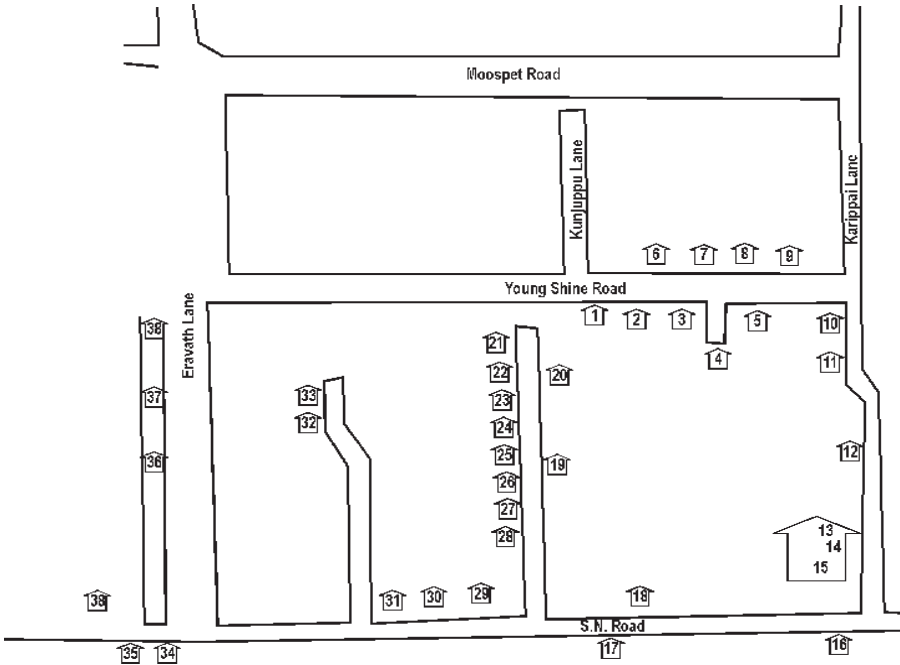 Moospet Road
Kunjuppu Lane
Karippai Lane
6 7 8 9
Young Shine Road
Eravath Lane
1 2 3 5 10
38 21 4 11
22 20
37 33 23
32 24
36 25 19 12
26
27
28 13
14
15
38 31 30 29 18
S.N. Road
35 34 17 16